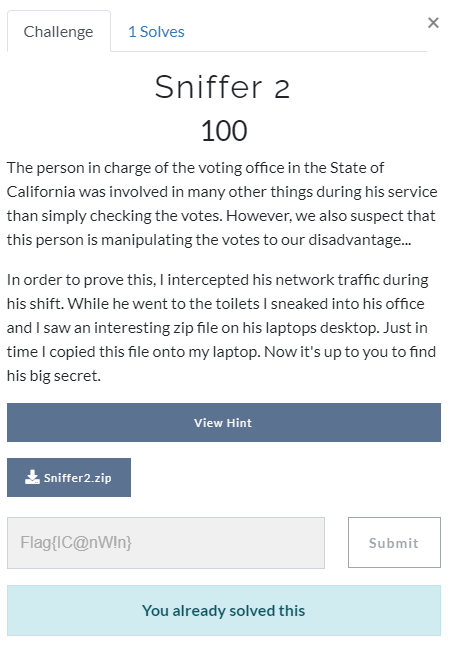 Challenge
1 Solves
×
Sniffer 2
100
The person in charge of the voting office in the State of
California was involved in many other things during his service
than simply checking the votes. However, we also suspect that
this person is manipulating the votes to our disadvantage...
In order to prove this, I intercepted his network traffic during
his shift. While he went to the toilets I sneaked into his office
and I saw an interesting zip file on his laptops desktop. Just in
time I copied this file onto my laptop. Now it's up to you to find
his big secret.
View Hint
Sniffer2.zip
Flag{IC@nW!n}
Submit
You already solved this